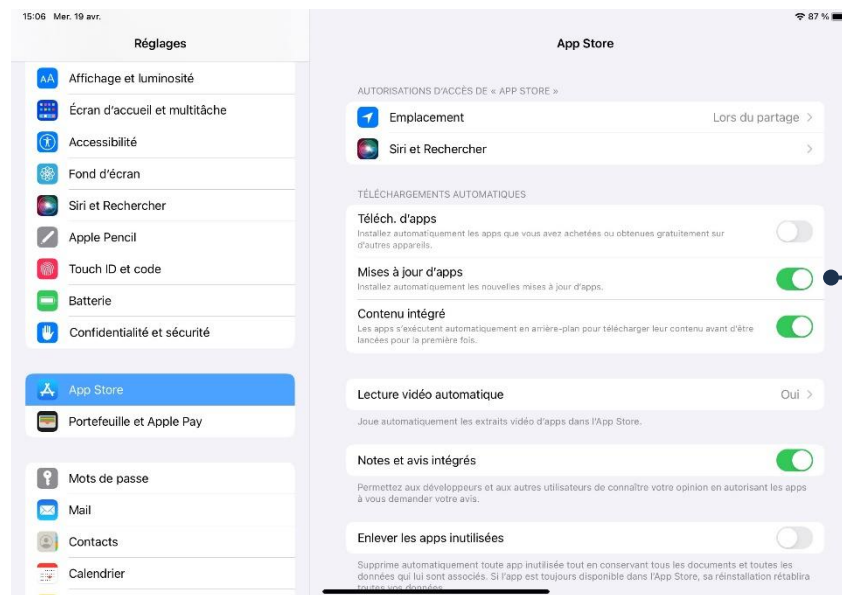 15:06 Mer. 19 avr.
87 %
Réglages
Affichage et luminosité
Écran d'accueil et multitâche
Accessibilité
Fond d'écran
Siri et Rechercher
Apple Pencil
Touch ID et code
Batterie
Confidentialité et sécurité
App Store
Portefeuille et Apple Pay
Mots de passe
Mail
Contacts
Calendrier
App Store
AUTORISATIONS D'ACCÈS DE « APP STORE »
Emplacement Lors du partage
Siri et Rechercher
TÉLÉCHARGEMENTS AUTOMATIQUES
Téléch. d'apps
Installez automatiquement les apps que vous avez achetées ou obtenues gratuitement sur
d'autres appareils.
Mises à jour d'apps
Installez automatiquement les nouvelles mises à jour d'apps.
Contenu intégré
Les apps s'exécutent automatiquement en arrière-plan pour télécharger leur contenu avant d'être
lancées pour la première fois.
Lecture vidéo automatique Oui
Joue automatiquement les extraits vidéo d'apps dans l'App Store.
Notes et avis intégrés
Permettez aux développeurs et aux autres utilisateurs de connaître votre opinion en autorisant les apps
à vous demander votre avis.
Enlever les apps inutilisées
Supprime automatiquement toute app inutilisée tout en conservant tous les documents et toutes les
données qui lui sont associés. Si l'app est toujours disponible dans l'App Store, sa réinstallation rétablira
toutes vos données.